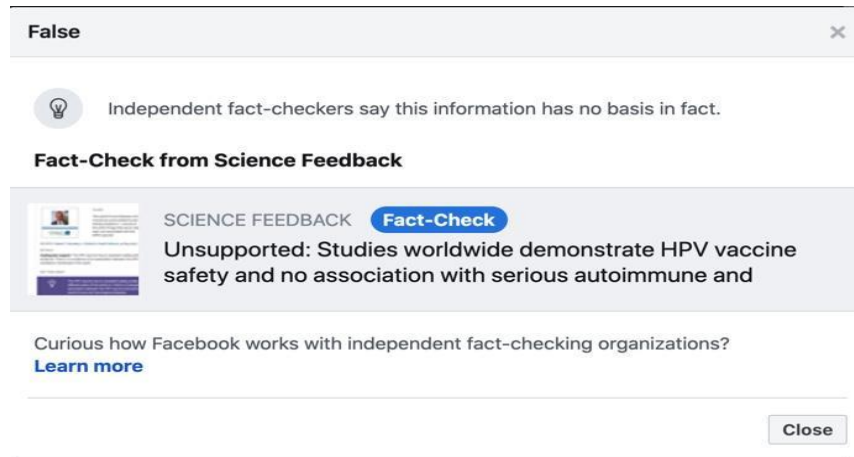 False
Independent fact-checkers say this information has no basis in fact.
Fact-Check from Science Feedback
SCIENCE FEEDBACK Fact-Check
Unsupported: Studies worldwide demonstrate HPV vaccine
safety and no association with serious autoimmune and
Curious how Facebook works with independent fact-checking organizations?
Learn more
Close